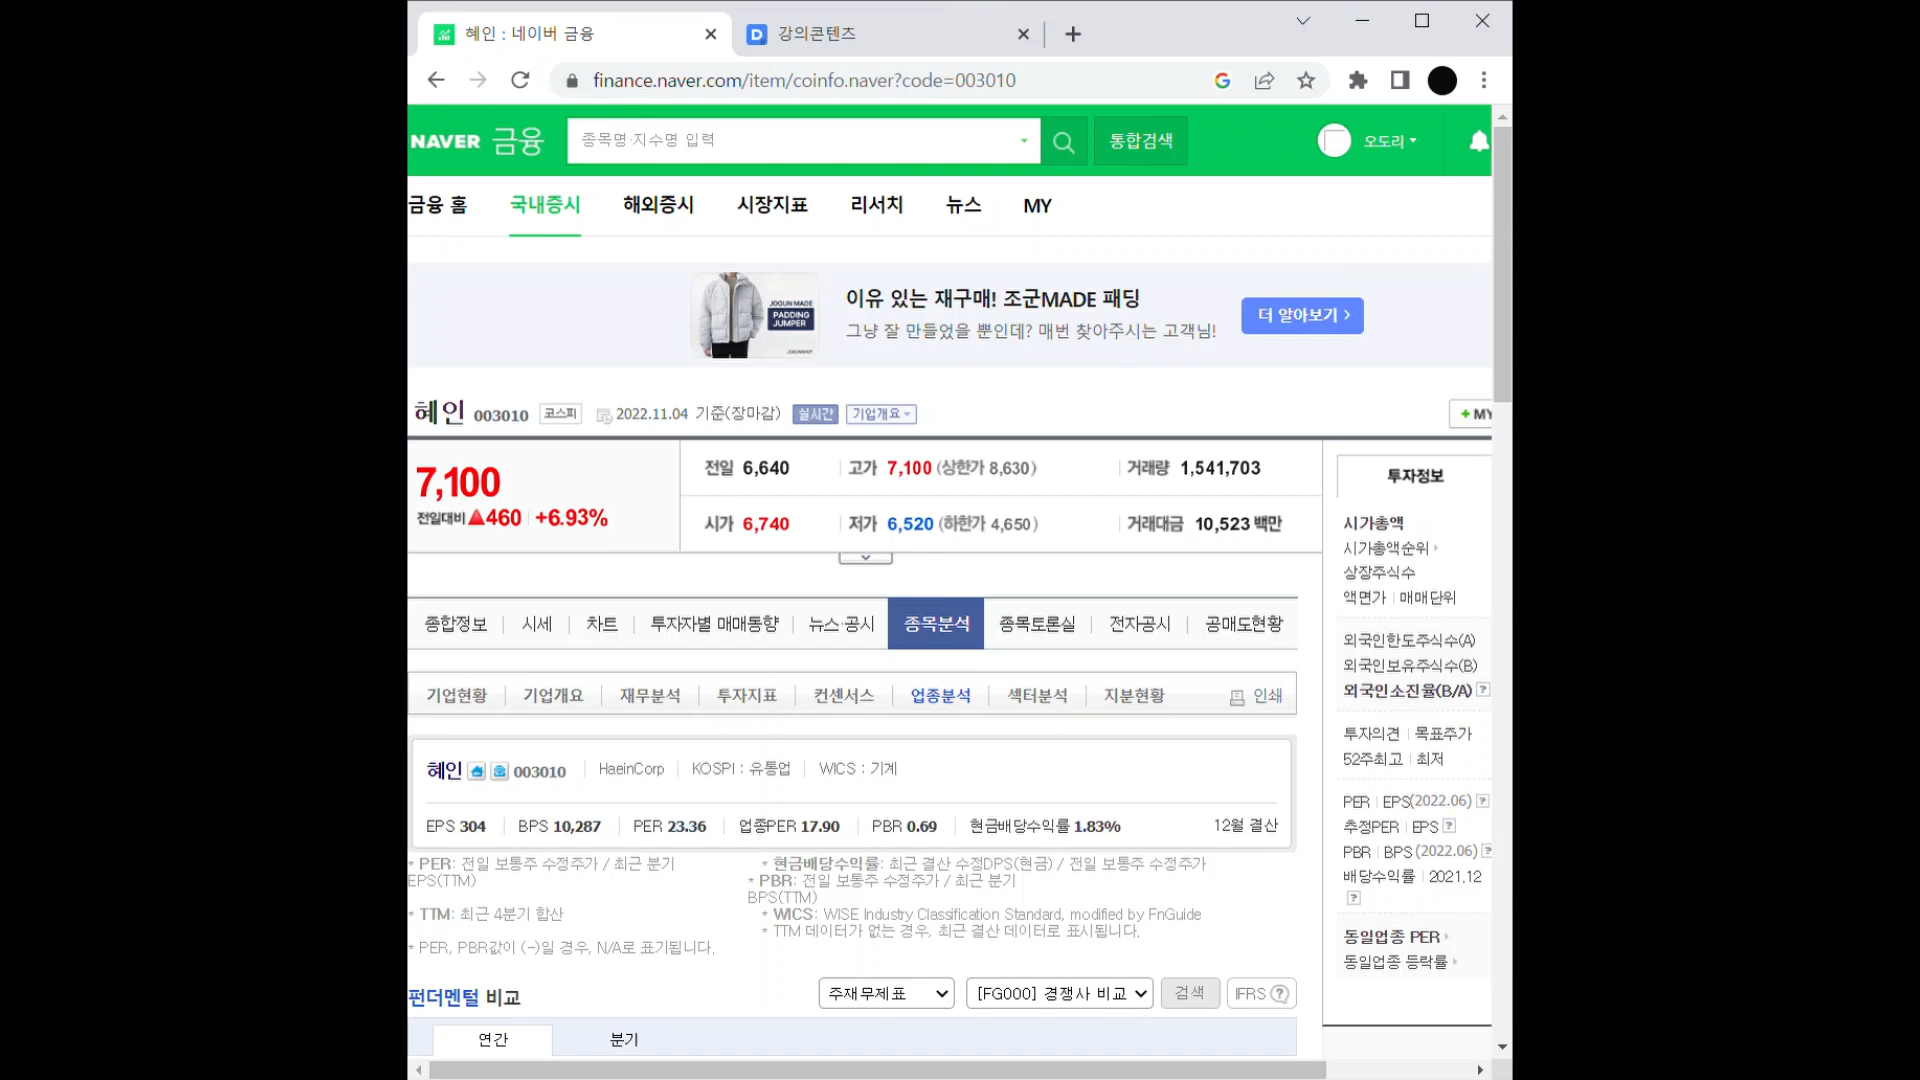 혜인 : 네이버 금융
강의콘텐츠
finance.naver.com/item/coinfo.naver?code=003010
NAVER 금융
종목명·지수명 입력
통합검색
오도리
금융 홈 국내증시 해외증시 시장지표 리서치 뉴스 MY
JOGUN MADE
PADDING
JUMPER
JOGUNSHOP
이유 있는 재구매! 조군MADE 패딩
그냥 잘 만들었을 뿐인데? 매번 찾아주시는 고객님!
더 알아보기 >
혜인 003010 코스피 2022.11.04 기준(장마감) 실시간 기업개요
+ MY
7,100
전일대비 ▲460 +6.93%
전일 6,640 고가 7,100 (상한가 8,630) 거래량 1,541,703
시가 6,740 저가 6,520 (하한가 4,650) 거래대금 10,523 백만
종합정보 시세 차트 투자자별 매매동향 뉴스·공시 종목분석 종목토론실 전자공시 공매도현황
기업현황 기업개요 재무분석 투자지표 컨센서스 업종분석 섹터분석 지분현황 인쇄
혜인 003010 HaeinCorp KOSPI : 유통업 WICS : 기계
EPS 304 BPS 10,287 PER 23.36 업종PER 17.90 PBR 0.69 현금배당수익률 1.83% 12월 결산
* PER: 전일 보통주 수정주가 / 최근 분기
EPS(TTM)
* TTM: 최근 4분기 합산
* PER, PBR값이 (-)일 경우, N/A로 표기됩니다.
* 현금배당수익률: 최근 결산 수정DPS(현금) / 전일 보통주 수정주가
* PBR: 전일 보통주 수정주가 / 최근 분기
BPS(TTM)
* WICS: WISE Industry Classification Standard, modified by FnGuide
* TTM 데이터가 없는 경우, 최근 결산 데이터로 표시됩니다.
펀더멘털 비교
주재무제표 [FG000] 경쟁사 비교 검색 IFRS ?
연간 분기
투자정보
시가총액
시가총액순위
상장주식수
액면가 매매단위
외국인한도주식수(A)
외국인보유주식수(B)
외국인소진율(B/A) ?
투자의견 목표주가
52주최고 최저
PER EPS(2022.06) ?
추정PER EPS ?
PBR BPS (2022.06) ?
배당수익률 2021.12
?
동일업종 PER
동일업종 등락률